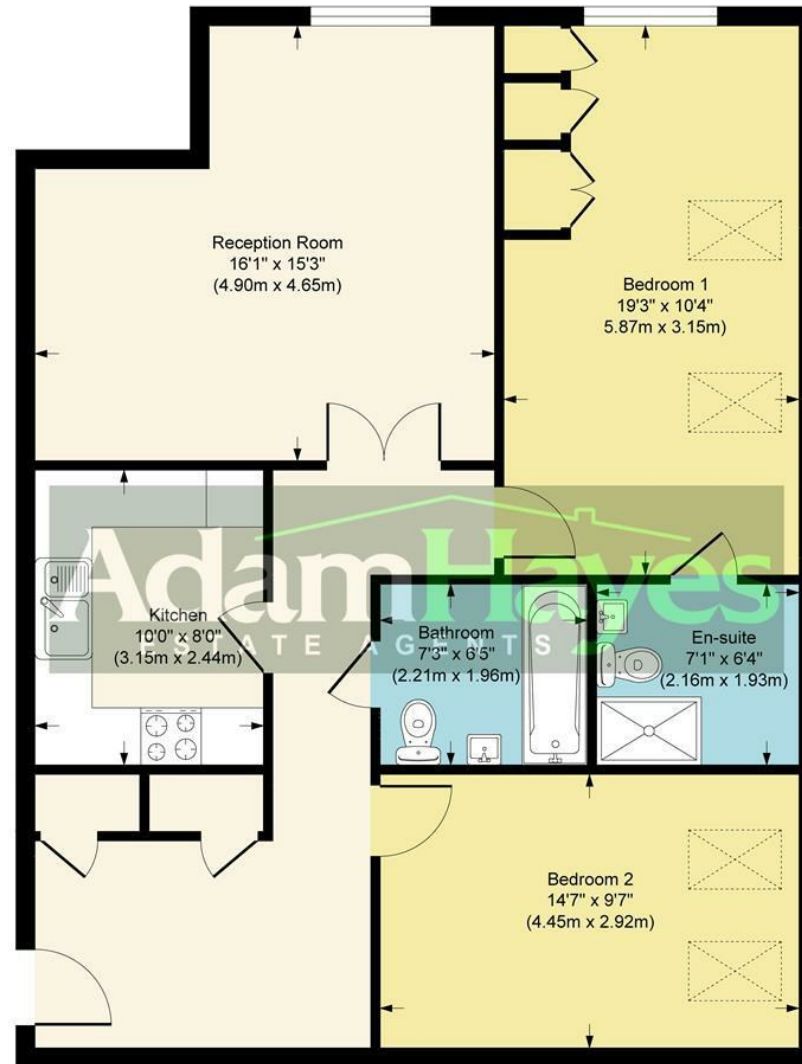 Reception Room
16'1" x 15'3"
(4.90m x 4.65m)
Bedroom 1
19'3" x 10'4"
5.87m x 3.15m)
AdamHayes
ESTATE AGENTS
Kitchen
10'0" x 8'0"
(3.15m x 2.44m)
Bathroom
7'3" x 6'5"
(2.21m x 1.96m)
En-suite
7'1" x 6'4"
(2.16m x 1.93m)
D
Bedroom 2
14'7" x 9'7"
(4.45m x 2.92m)